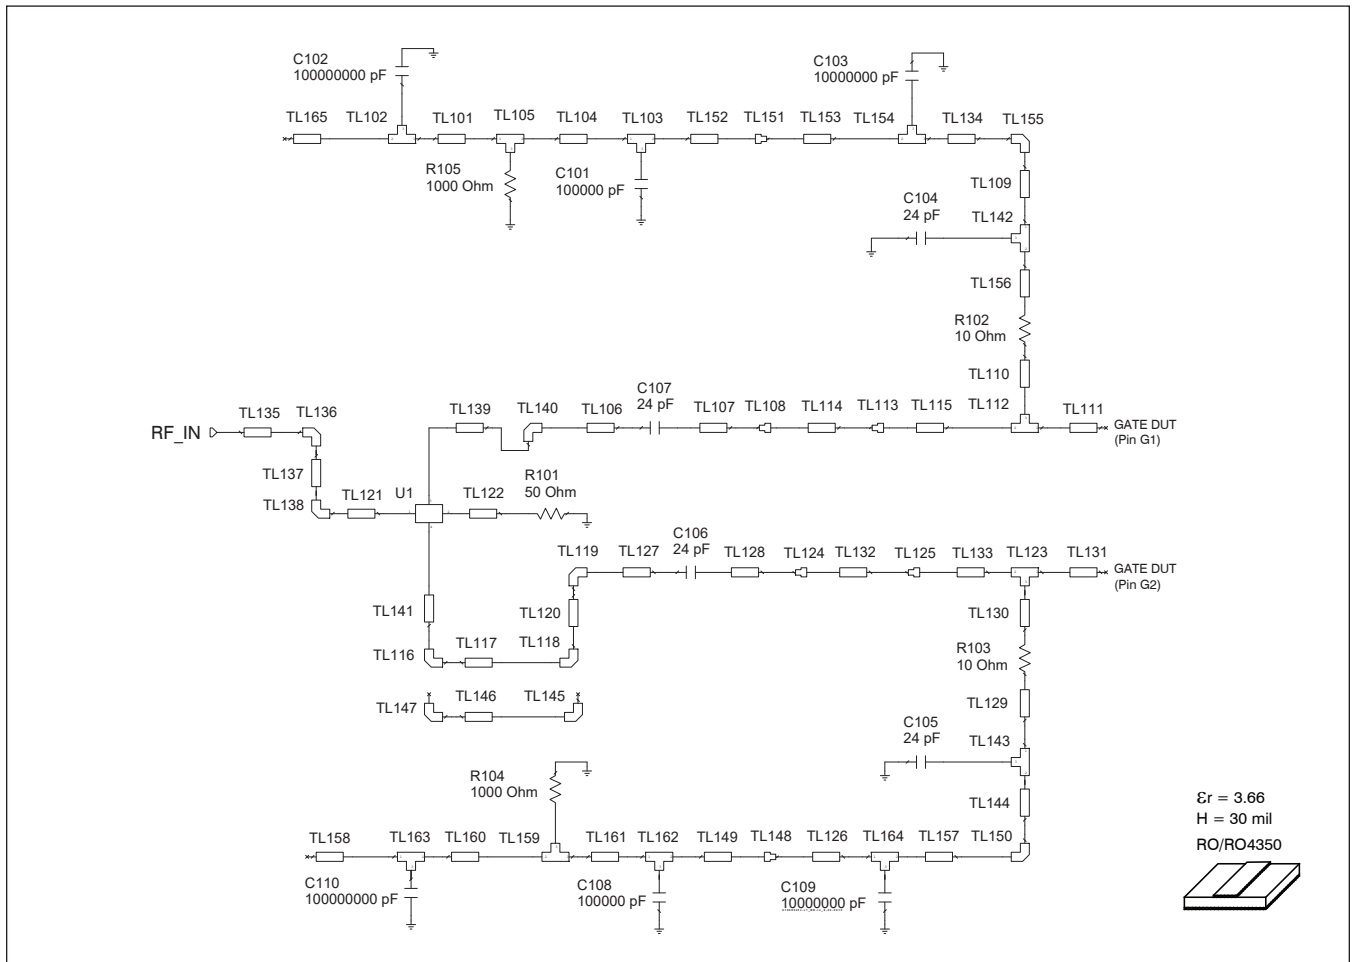 C102
100000000 pF
C103
10000000 pF
TL165
TL102
TL101
TL105
TL104
TL103
TL152
TL151
TL153
TL154
TL134
TL155
R105
1000 Ohm
C101
100000 pF
TL109
C104
24 pF
TL142
TL156
R102
10 Ohm
TL110
C107
24 pF
RF_IN
TL135
TL136
TL139
TL140
TL106
TL107
TL108
TL114
TL113
TL115
TL112
TL111
GATE DUT
(Pin G1)
TL137
TL138
TL121
U1
TL122
R101
50 Ohm
C106
24 pF
TL119
TL127
TL128
TL124
TL132
TL125
TL133
TL123
TL131
GATE DUT
(Pin G2)
TL141
TL120
TL130
TL116
TL117
TL118
R103
10 Ohm
TL147
TL146
TL145
TL129
C105
24 pF
TL143
R104
1000 Ohm
TL144
TL158
TL163
TL160
TL159
TL161
TL162
TL149
TL148
TL126
TL164
TL157
TL150
C110
100000000 pF
C108
100000 pF
C109
10000000 pF
Ɛr = 3.66
H = 30 mil
RO/RO4350